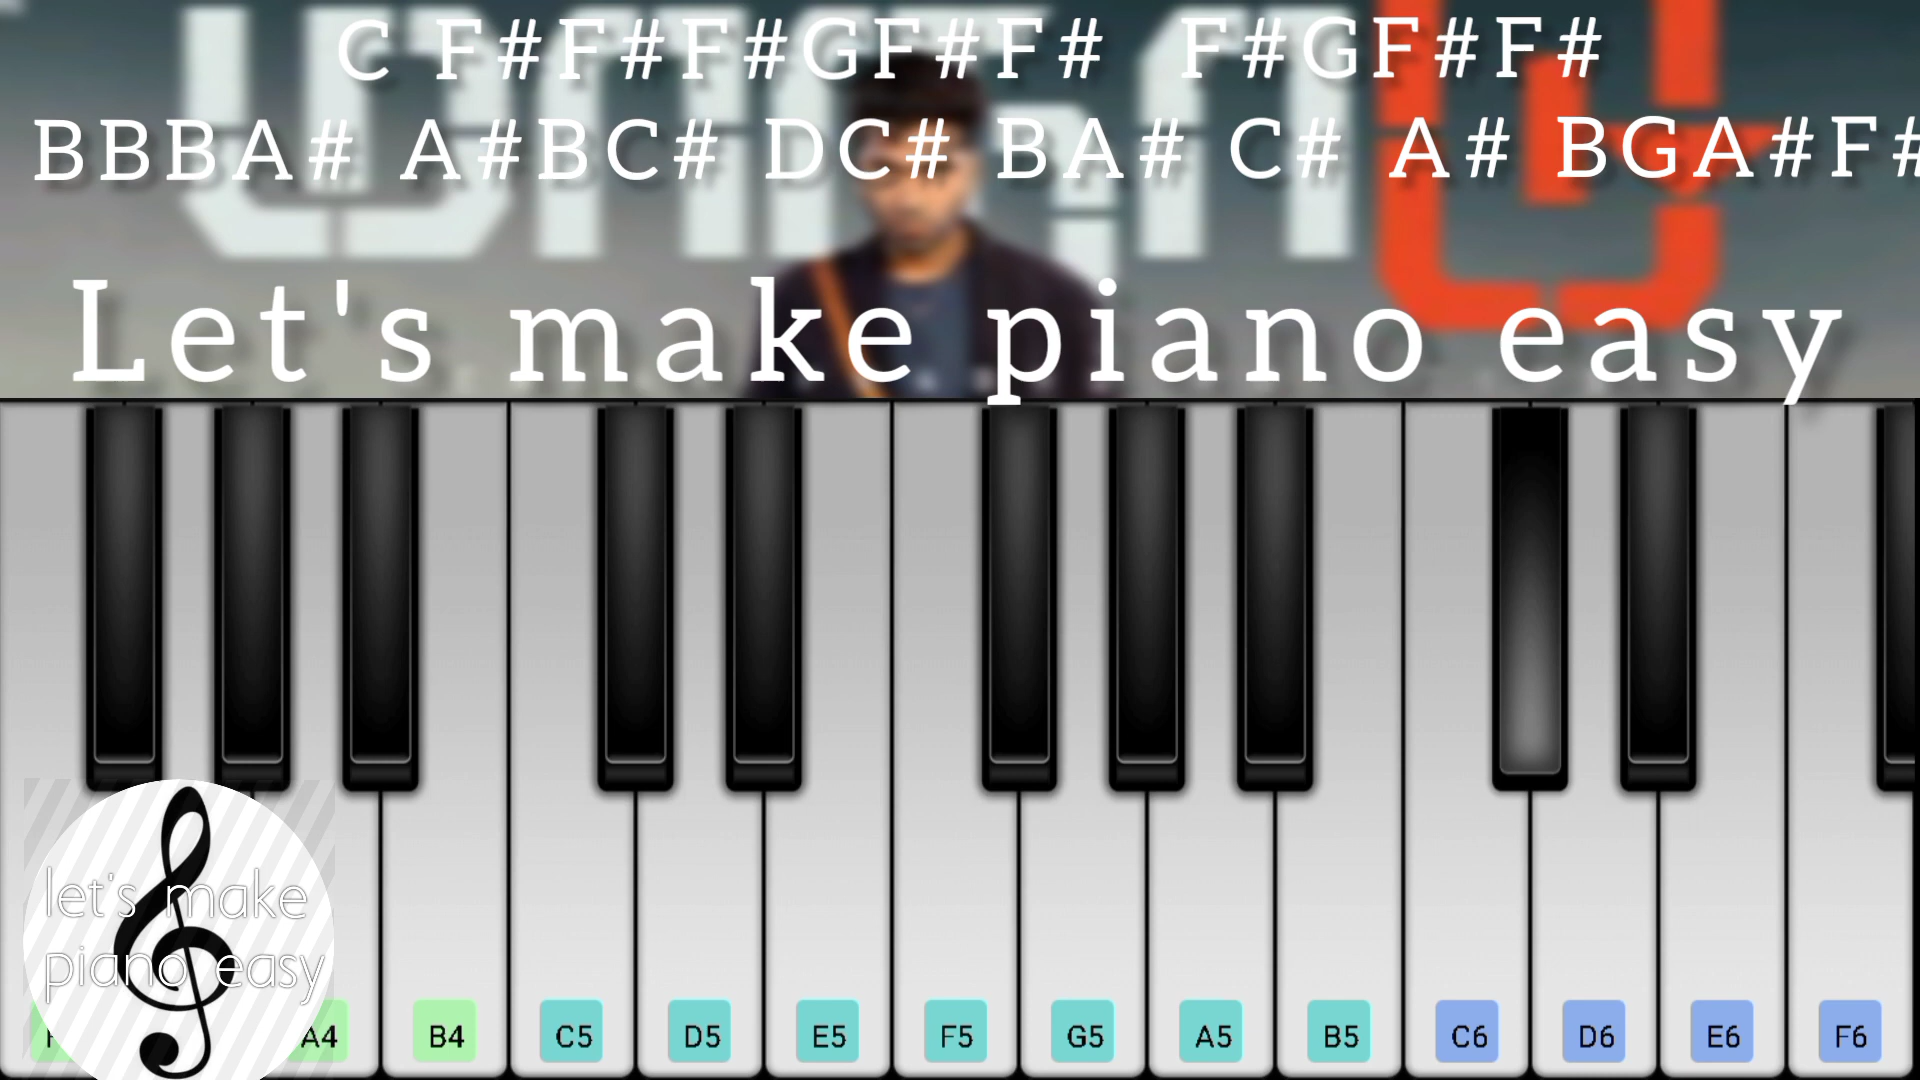 C F#F#F#GF#F# F#GF#F#
BBBA# A#BC# DC# BA# C# A# BGA#F#
Let's make piano easy
let's make
piano easy
A4 B4 C5 D5 E5 F5 G5 A5 B5 C6 D6 E6 F6